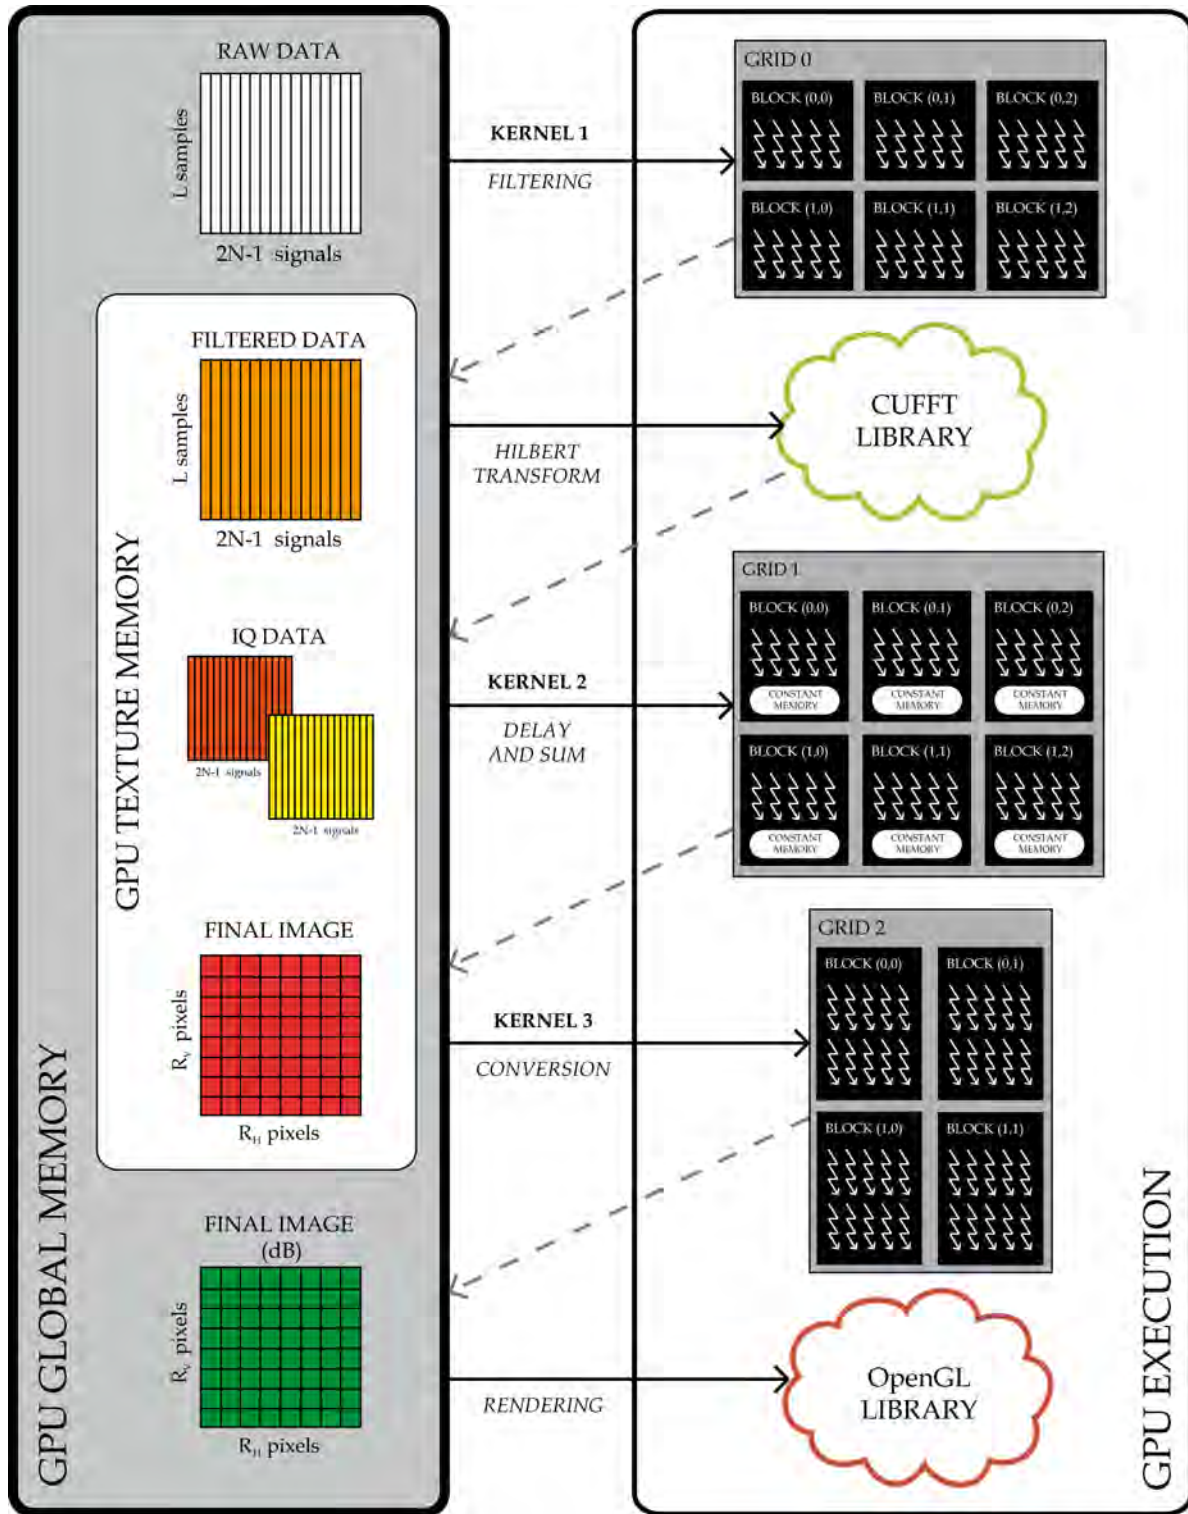 GPU GLOBAL MEMORY
RAW DATA
L samples
2N-1 signals
GPU TEXTURE MEMORY
FILTERED DATA
L samples
2N-1 signals
IQ DATA
2N-1 signals
2N-1 signals
FINAL IMAGE
Rv pixels
RH pixels
FINAL IMAGE
(dB)
Rv pixels
RH pixels
KERNEL 1
FILTERING
HILBERT
TRANSFORM
KERNEL 2
DELAY
AND SUM
KERNEL 3
CONVERSION
RENDERING
GPU EXECUTION
GRID 0
BLOCK (0,0)
BLOCK (0,1)
BLOCK (0,2)
BLOCK (1,0)
BLOCK (1,1)
BLOCK (1,2)
CUFFT
LIBRARY
GRID 1
BLOCK (0,0)
CONSTANT
MEMORY
BLOCK (0,1)
CONSTANT
MEMORY
BLOCK (0,2)
CONSTANT
MEMORY
BLOCK (1,0)
CONSTANT
MEMORY
BLOCK (1,1)
CONSTANT
MEMORY
BLOCK (1,2)
CONSTANT
MEMORY
GRID 2
BLOCK (0,0)
BLOCK (0,1)
BLOCK (1,0)
BLOCK (1,1)
OpenGL
LIBRARY